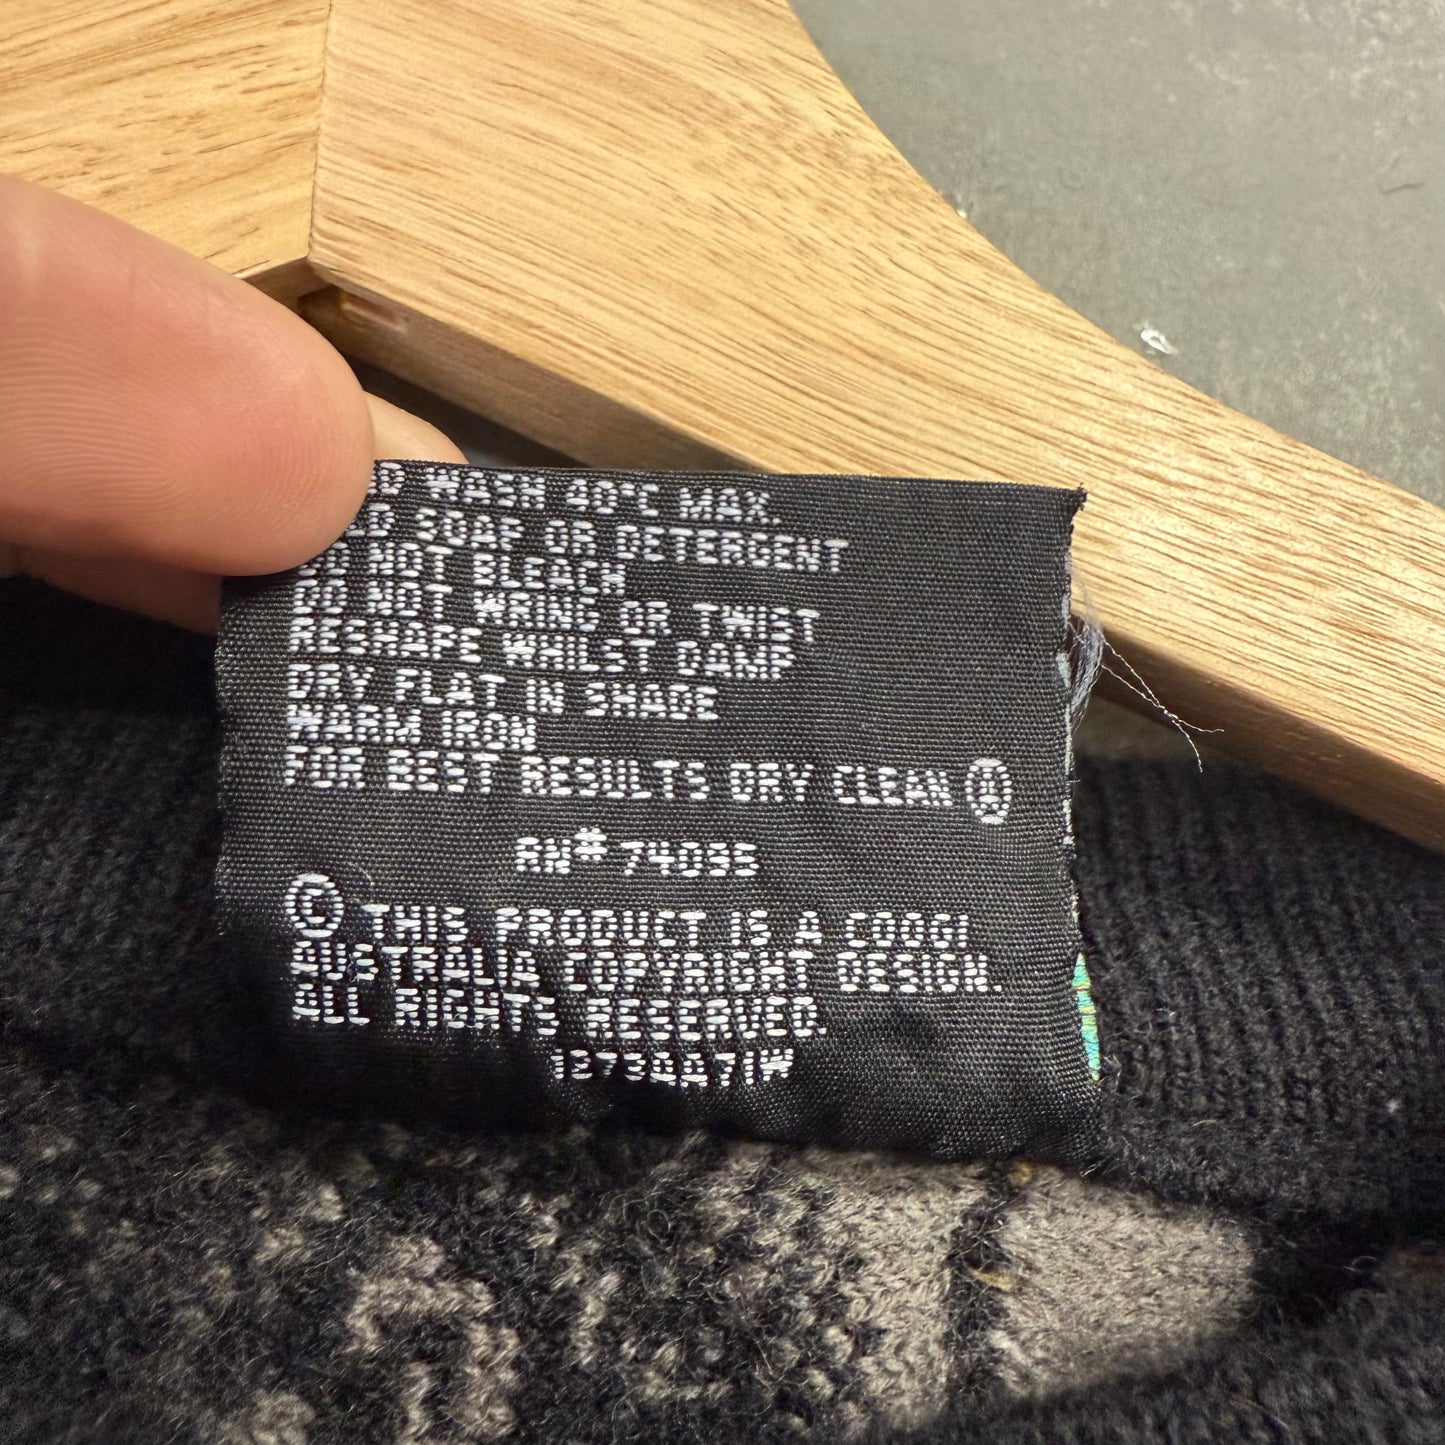 WASH 40°C MAX.
SOAP OR DETERGENT
NOT BLEACH
DO NOT WRING OR TWIST
RESHAPE WHILST DAMP
DRY FLAT IN SHADE
WARM IRON
FOR BEST RESULTS DRY CLEAN Ⓐ
RN# 74035
© THIS PRODUCT IS A COOGI
AUSTRALIA COPYRIGHT DESIGN.
ALL RIGHTS RESERVED.